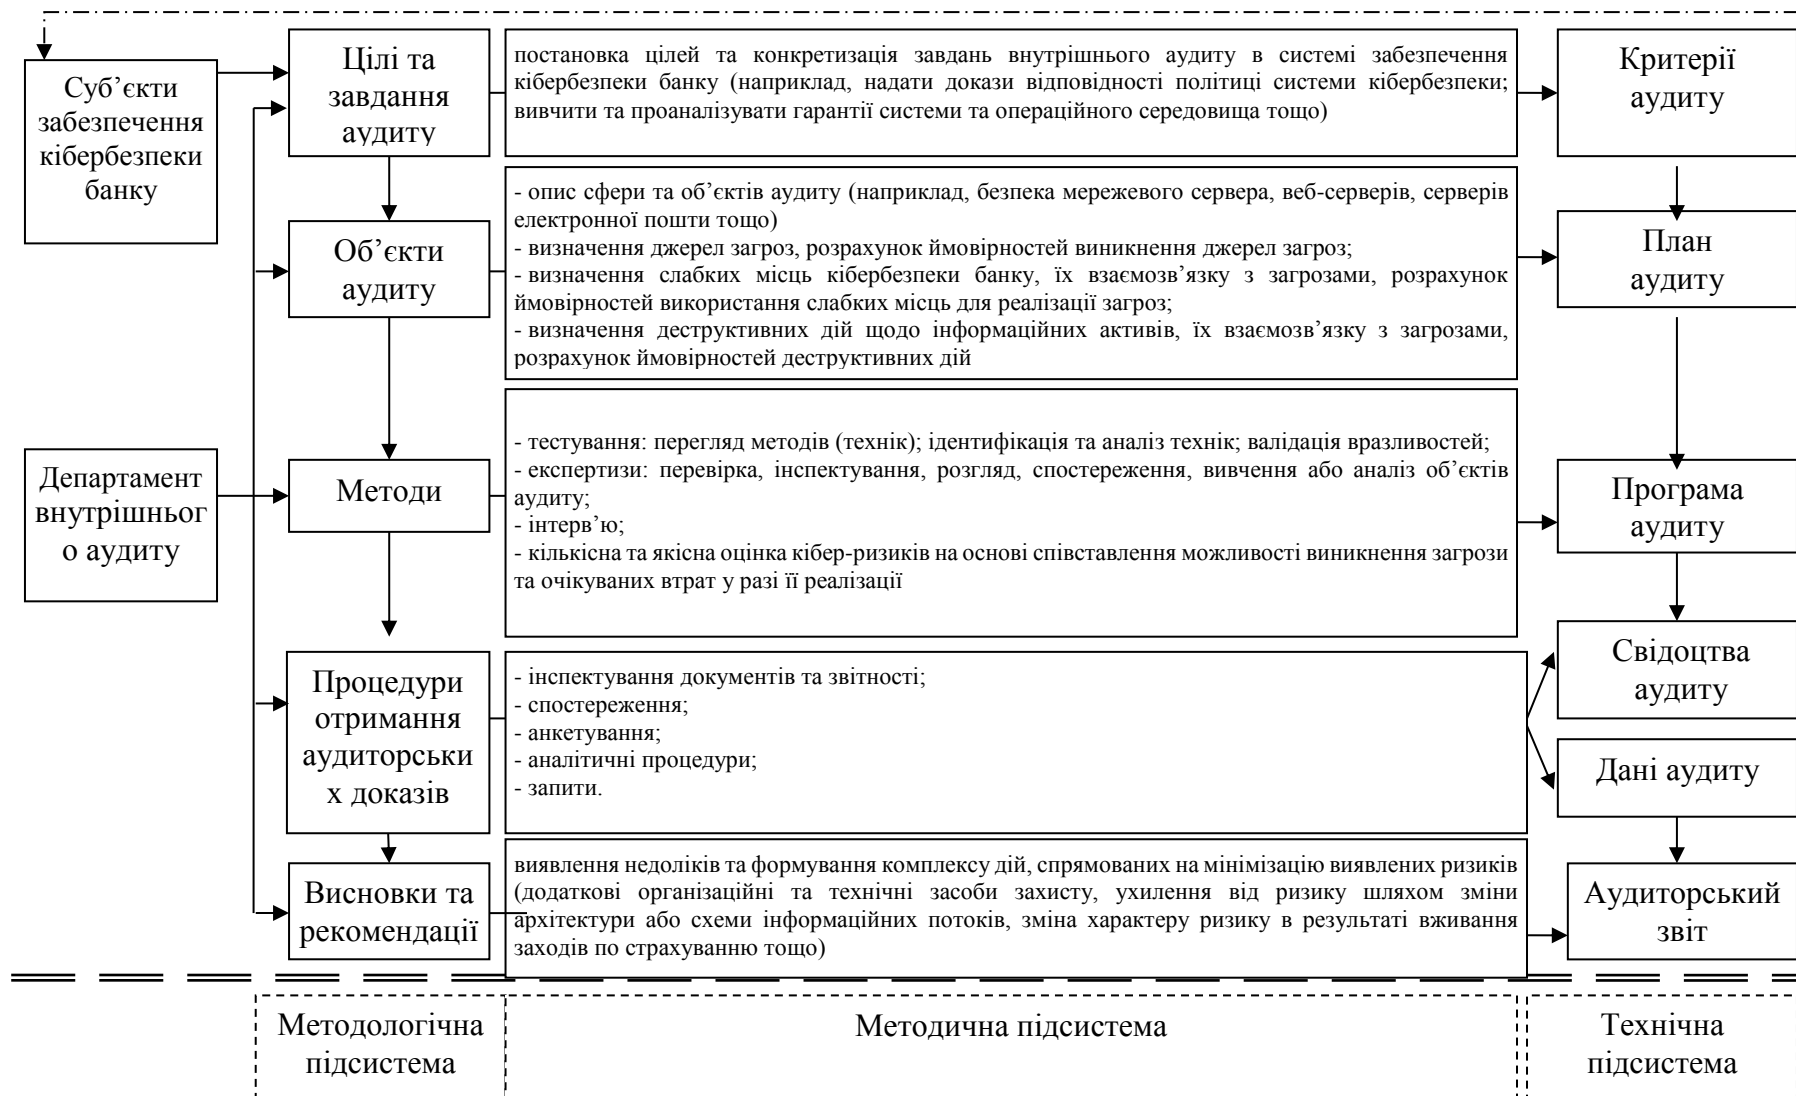 Суб’єкти
забезпечення
кібербезпеки
банку
Департамент
внутрішньог
о аудиту
Цілі та
завдання
аудиту
постановка цілей та конкретизація завдань внутрішнього аудиту в системі забезпечення
кібербезпеки банку (наприклад, надати докази відповідності політиці системи кібербезпеки;
вивчити та проаналізувати гарантії системи та операційного середовища тощо)
Критерії
аудиту
Об’єкти
аудиту
- опис сфери та об’єктів аудиту (наприклад, безпека мережевого сервера, веб-серверів, серверів
електронної пошти тощо)
- визначення джерел загроз, розрахунок ймовірностей виникнення джерел загроз;
- визначення слабких місць кібербезпеки банку, їх взаємозв’язку з загрозами, розрахунок
ймовірностей використання слабких місць для реалізації загроз;
- визначення деструктивних дій щодо інформаційних активів, їх взаємозв’язку з загрозами,
розрахунок ймовірностей деструктивних дій
План
аудиту
Методи
- тестування: перегляд методів (технік); ідентифікація та аналіз технік; валідація вразливостей;
- експертизи: перевірка, інспектування, розгляд, спостереження, вивчення або аналіз об’єктів
аудиту;
- інтерв’ю;
- кількісна та якісна оцінка кібер-ризиків на основі співставлення можливості виникнення загрози
та очікуваних втрат у разі її реалізації
Програма
аудиту
Процедури
отримання
аудиторськи
х доказів
- інспектування документів та звітності;
- спостереження;
- анкетування;
- аналітичні процедури;
- запити.
Свідоцтва
аудиту
Дані аудиту
Висновки та
рекомендації
виявлення недоліків та формування комплексу дій, спрямованих на мінімізацію виявлених ризиків
(додаткові організаційні та технічні засоби захисту, ухилення від ризику шляхом зміни
архітектури або схеми інформаційних потоків, зміна характеру ризику в результаті вживання
заходів по страхуванню тощо)
Аудиторський
звіт
Методологічна
підсистема
Методична підсистема
Технічна
підсистема